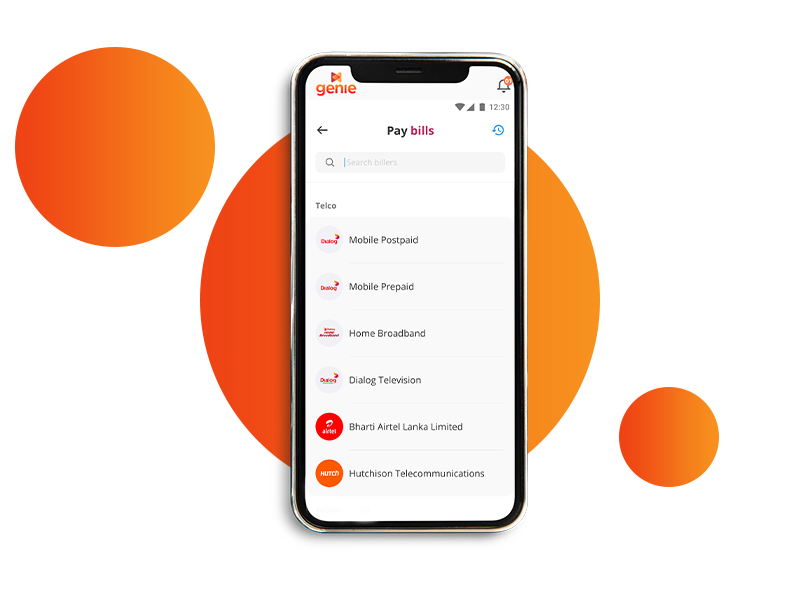 genie
12:30
Pay bills
Search billers
Telco
Dialog
Mobile Postpaid
Dialog
Mobile Prepaid
Broadband
Home Broadband
Dialog
Dialog Television
airtel
Bharti Airtel Lanka Limited
HUTCH
Hutchison Telecommunications